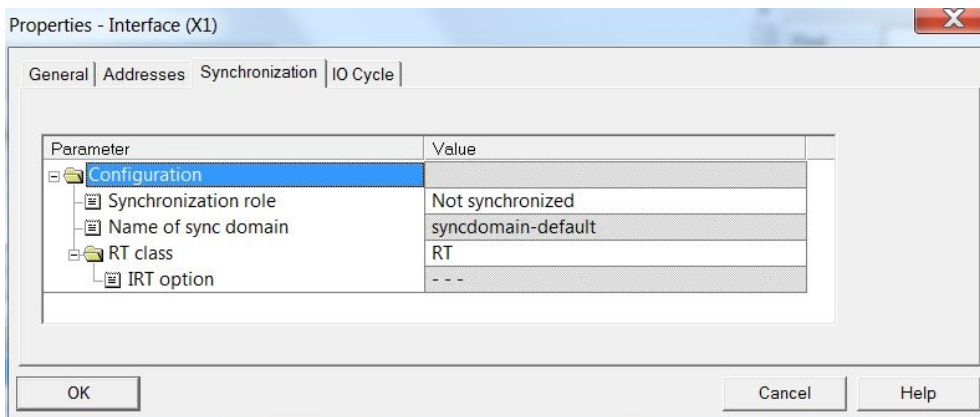 Properties - Interface (X1)
General Addresses Synchronization IO Cycle
Parameter Value
Configuration
Synchronization role Not synchronized
Name of sync domain syncdomain-default
RT class RT
IRT option - - -
OK Cancel Help